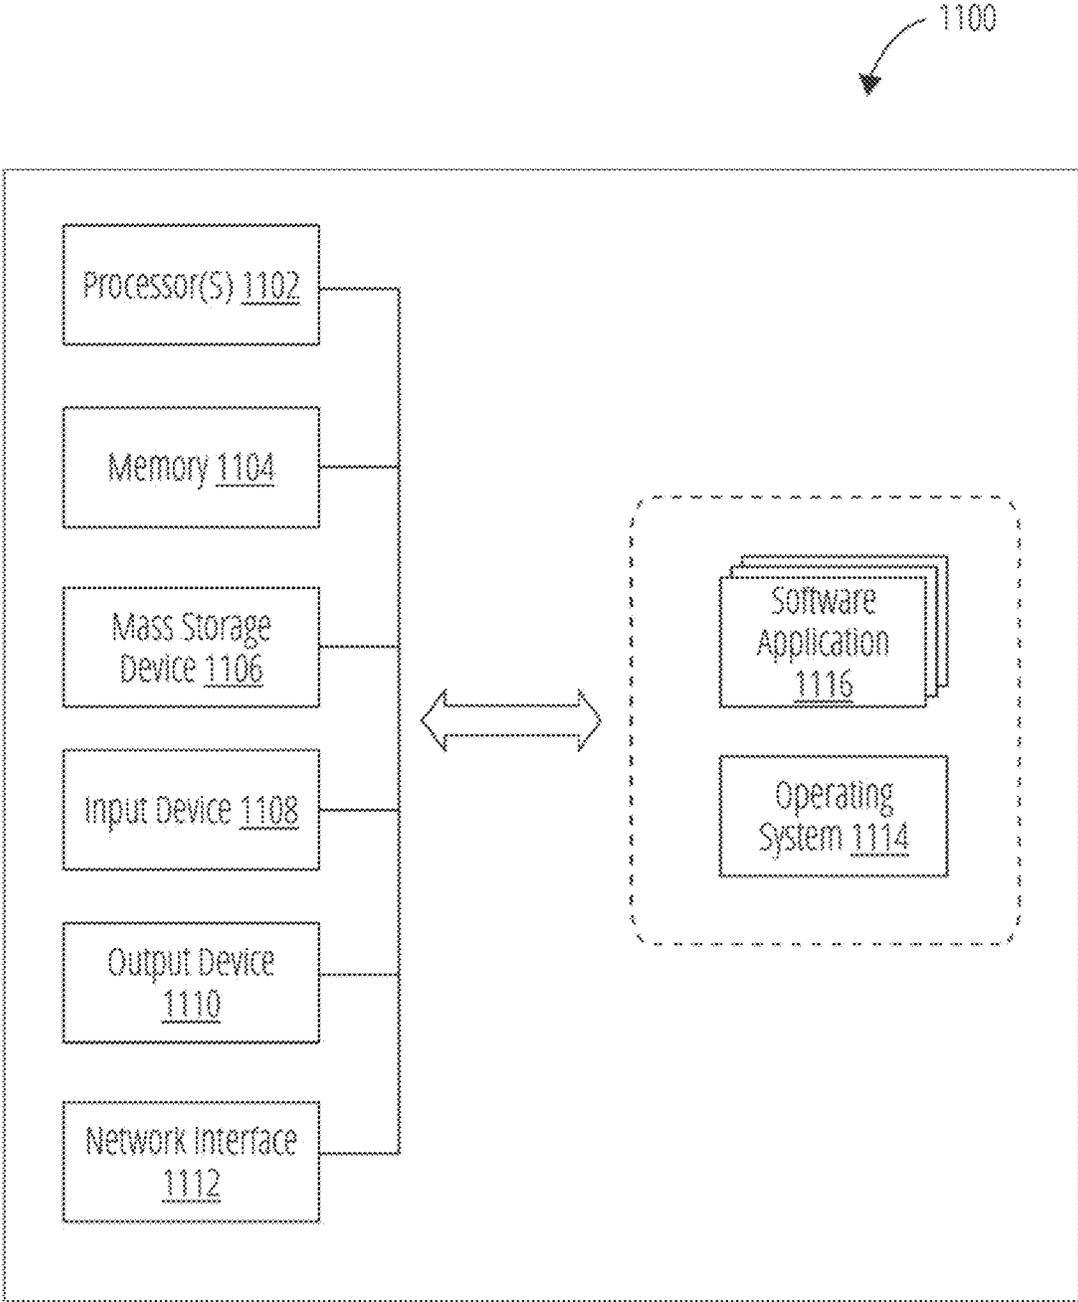 1100
Processor(S) 1102
Memory 1104
Mass Storage
Device 1106
Input Device 1108
Output Device
1110
Network Interface
1112
Software
Application
1116
Operating
System 1114